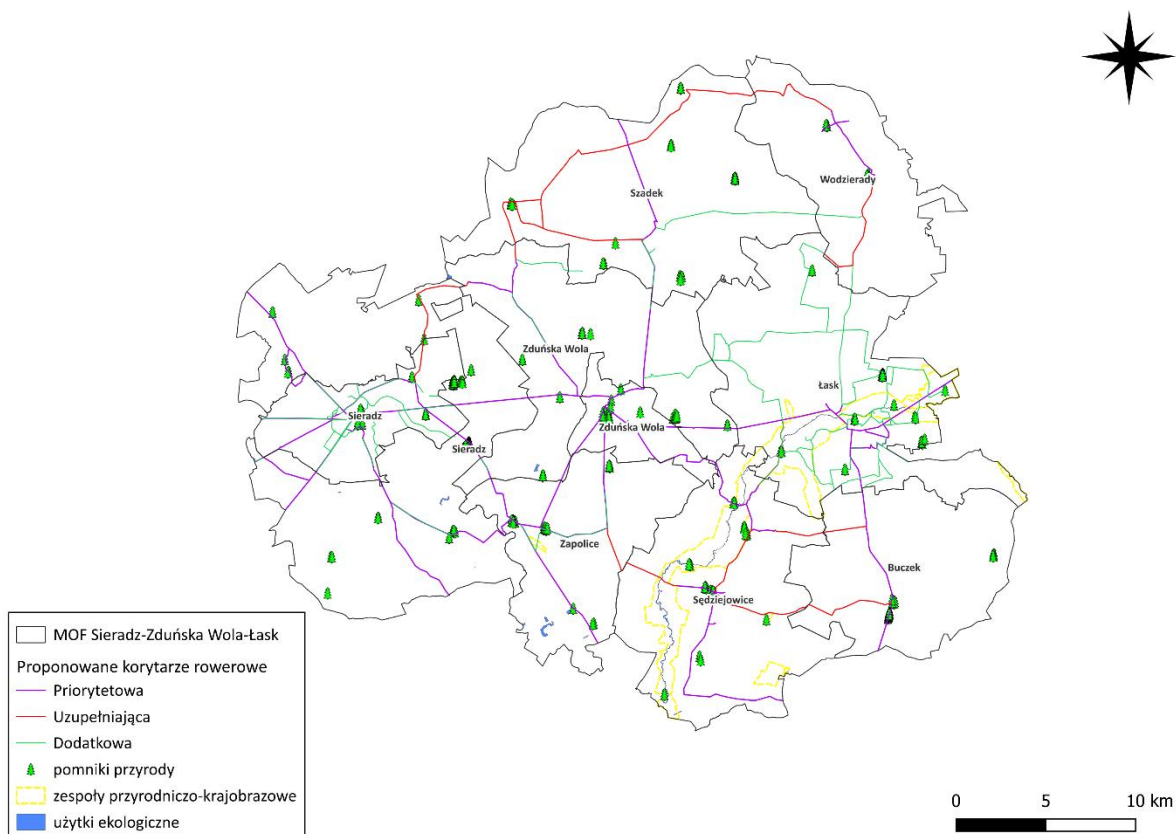 Szadek
Wodzierady
Zduńska Wola
Łask
Sieradz
Zduńska Wola
Sieradz
Zapolice
Buczek
Sędziejowice
MOF Sieradz-Zduńska Wola-Łask
Proponowane korytarze rowerowe
Priorytetowa
Uzupełniająca
Dodatkowa
pomniki przyrody
zespoły przyrodniczo-krajobrazowe
użytki ekologiczne
0 5 10 km